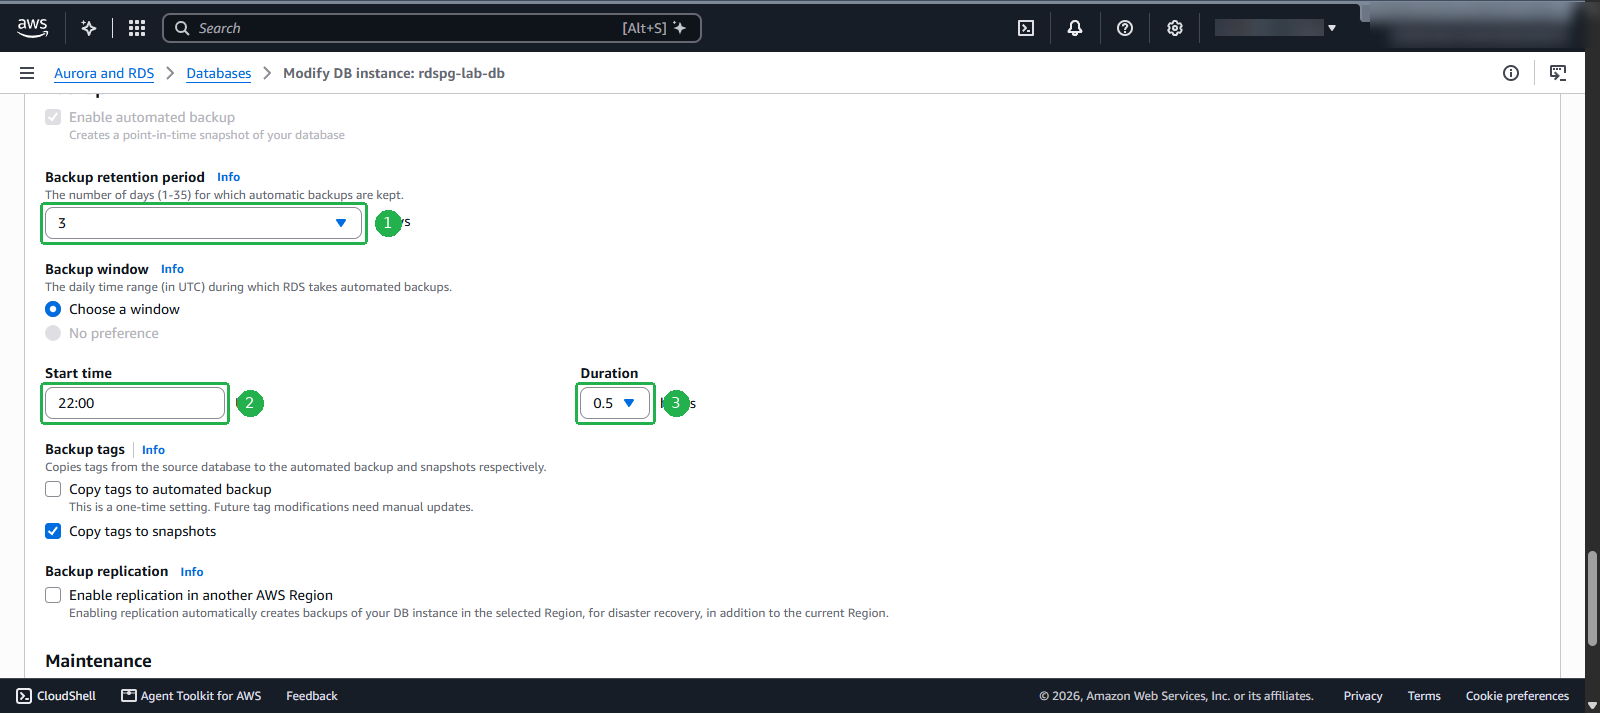 aws Search [Alt+S]
Aurora and RDS > Databases > Modify DB instance: rdspg-lab-db
Enable automated backup
Creates a point-in-time snapshot of your database
Backup retention period Info
The number of days (1-35) for which automatic backups are kept.
3 1
Backup window Info
The daily time range (in UTC) during which RDS takes automated backups.
Choose a window
No preference
Start time Duration
22:00 2 0.5 3
Backup tags Info
Copies tags from the source database to the automated backup and snapshots respectively.
Copy tags to automated backup
This is a one-time setting. Future tag modifications need manual updates.
Copy tags to snapshots
Backup replication Info
Enable replication in another AWS Region
Enabling replication automatically creates backups of your DB instance in the selected Region, for disaster recovery, in addition to the current Region.
Maintenance
CloudShell Agent Toolkit for AWS Feedback © 2026, Amazon Web Services, Inc. or its affiliates. Privacy Terms Cookie preferences